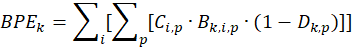 BPE_k = ∑_i[∑_p[C_{i,p} · B_{k,i,p} · (1 − D_{k,p})]]